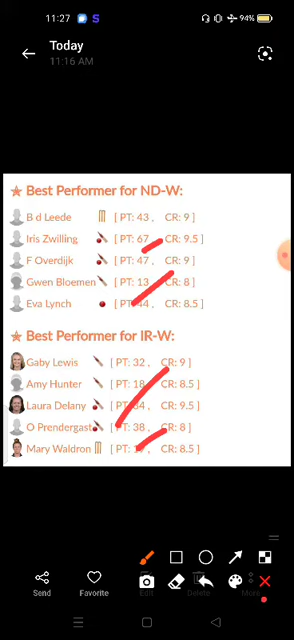 11:27
94%
Today
11:16 AM
Best Performer for ND-W:
B d Leede [ PT: 43 , CR: 9 ]
Iris Zwilling [ PT: 67 CR: 9.5 ]
F Overdijk [ PT: 47 , CR: 9 ]
Gwen Bloemen [ PT: 13 CR: 8 ]
Eva Lynch [ PT: 44 , CR: 8.5 ]
Best Performer for IR-W:
Gaby Lewis [ PT: 32 , CR: 9 ]
Amy Hunter [ PT: 18 CR: 8.5 ]
Laura Delany [ PT: 64 , CR: 9.5 ]
O Prendergast [ PT: 38 , CR: 8 ]
Mary Waldron [ PT: , CR: 8.5 ]
Send
Favorite
Edit
Delete
More